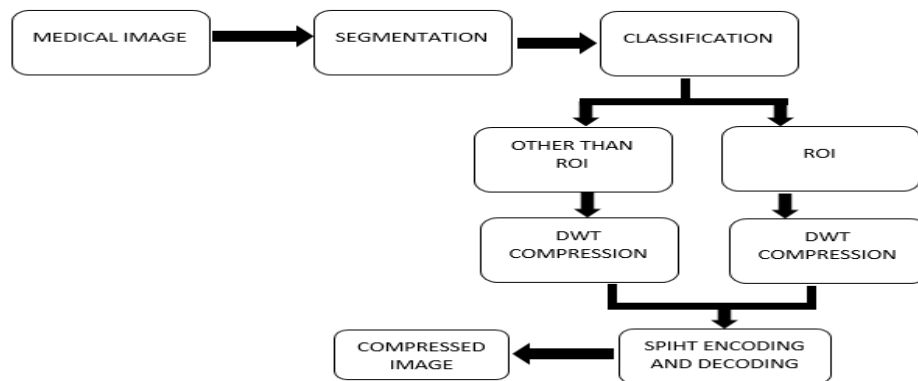 MEDICAL IMAGE
SEGMENTATION
CLASSIFICATION
OTHER THAN
ROI
ROI
DWT
COMPRESSION
DWT
COMPRESSION
COMPRESSED
IMAGE
SPIHT ENCODING
AND DECODING